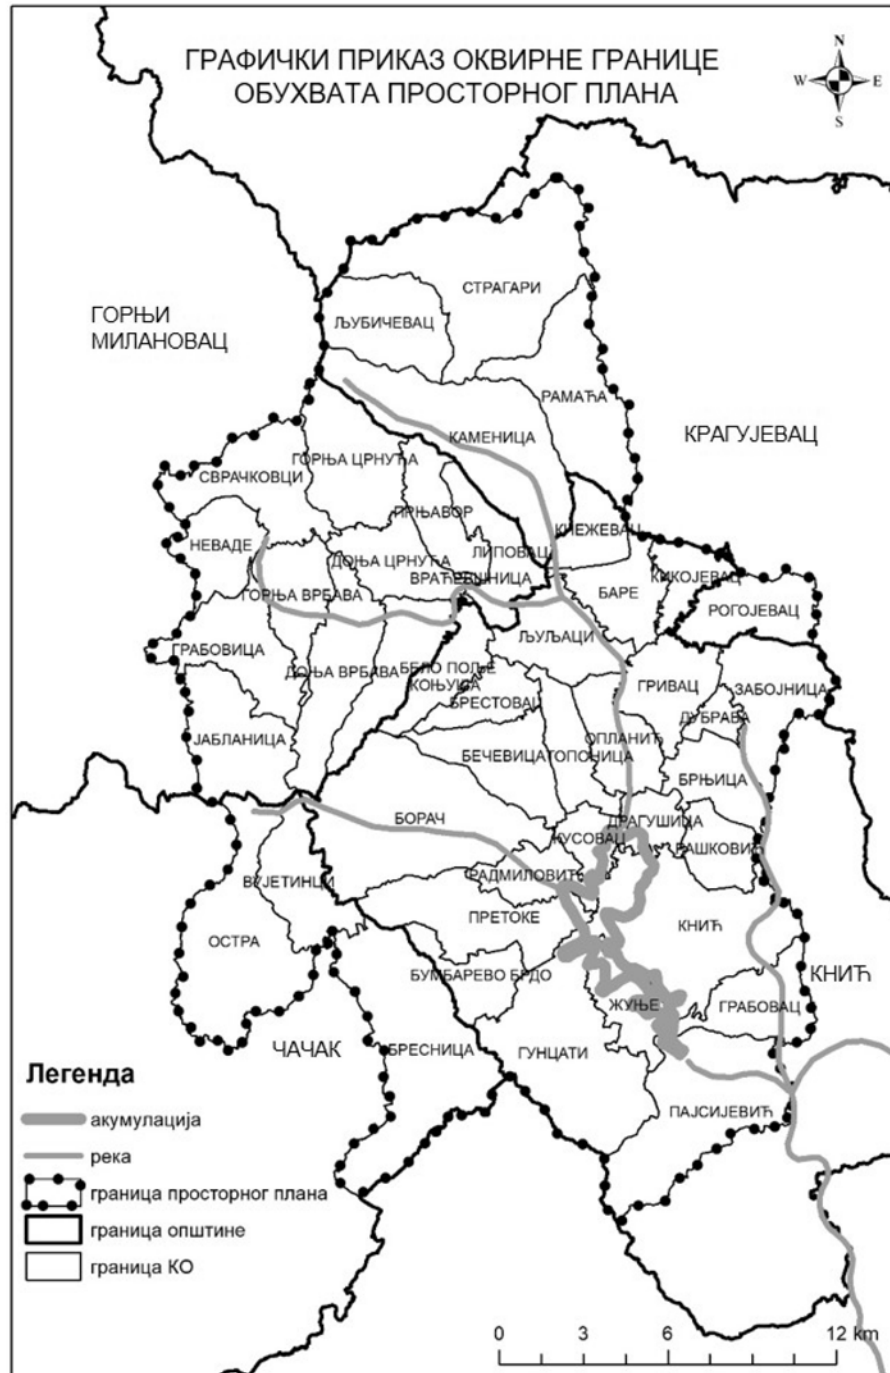 ГРАФИЧКИ ПРИКАЗ ОКВИРНЕ ГРАНИЦЕ
ОБУХВАТА ПРОСТОРНОГ ПЛАНА
N
W
E
S
СТРАГАРИ
ГОРЊИ
МИЛАНОВАЦ
ЉУБИЧЕВАЦ
РАМАЋА
КАМЕНИЦА
КРАГУЈЕВАЦ
ГОРЊА ЦРНУЋА
СВРАЧКОВЦИ
ПРЊАВОР
КНЕЖЕВАЦ
НЕВАДЕ
ЛИПОВАЦ
ДОЊА ЦРНУЋА
КИКОЈЕВАЦ
ГОРЊА ВРБАВА
БАРЕ
РОГОЈЕВАЦ
ЉУЉАЦИ
ГРАБОВИЦА
ДОЊА ВРБАВА
БЕЛО ПОЉЕ
КОЊУША
ГРИВАЦ
ЗАБОЈНИЦА
БРЕСТОВАЦ
ДУБРАВА
ЈАБЛАНИЦА
ОПЛАНИЋ
БЕЧЕВИЦА
ТОПОНИЦА
БРЊИЦА
БОРАЧ
ДРАГУШИЦА
КУСОВАЦ
РАШКОВИЋ
РАДМИЛОВИЋ
ВУЈЕТИНЦИ
ПРЕТОКЕ
КНИЋ
ОСТРА
БУМБАРЕВО БРДО
КНИЋ
ЖУЊЕ
ГРАБОВАЦ
ЧАЧАК
БРЕСНИЦА
ГУНЦАТИ
ПАЈСИЈЕВИЋ
Легенда
акумулација
река
граница просторног плана
граница општине
граница КО
0 3 6 12 km